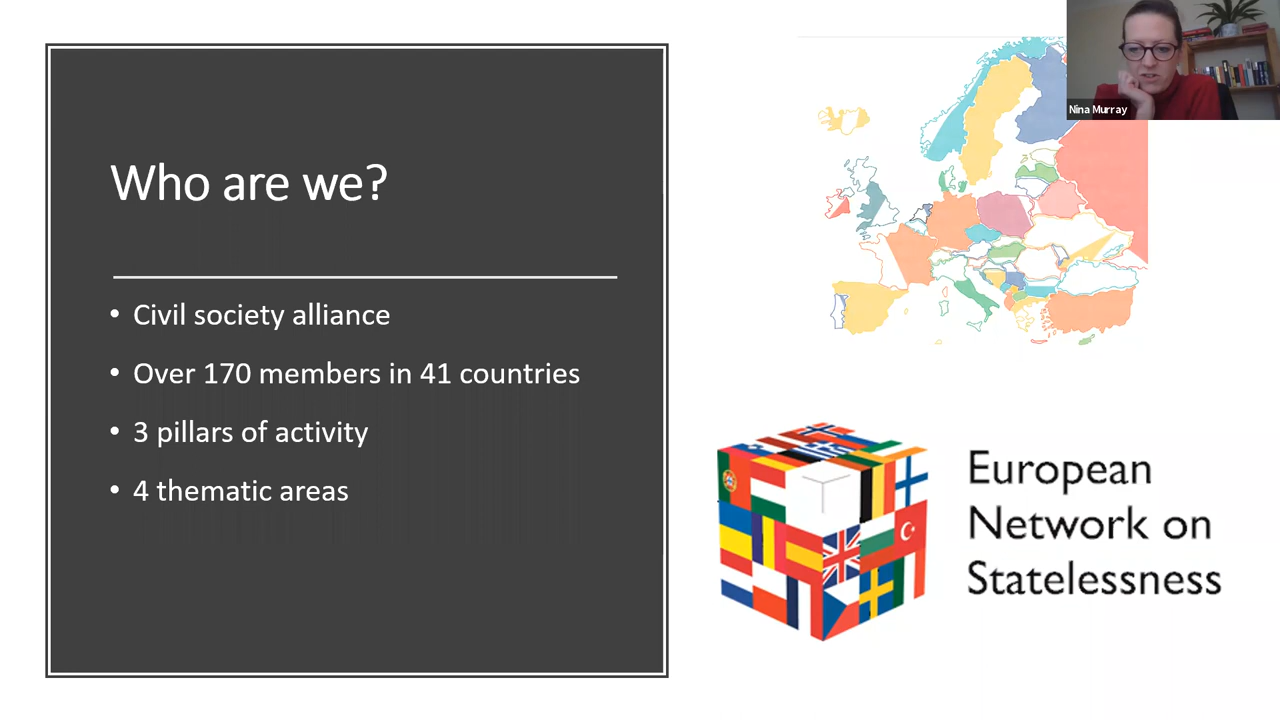 Who are we?
• Civil society alliance
• Over 170 members in 41 countries
• 3 pillars of activity
• 4 thematic areas
Nina Murray
European
Network on
Statelessness